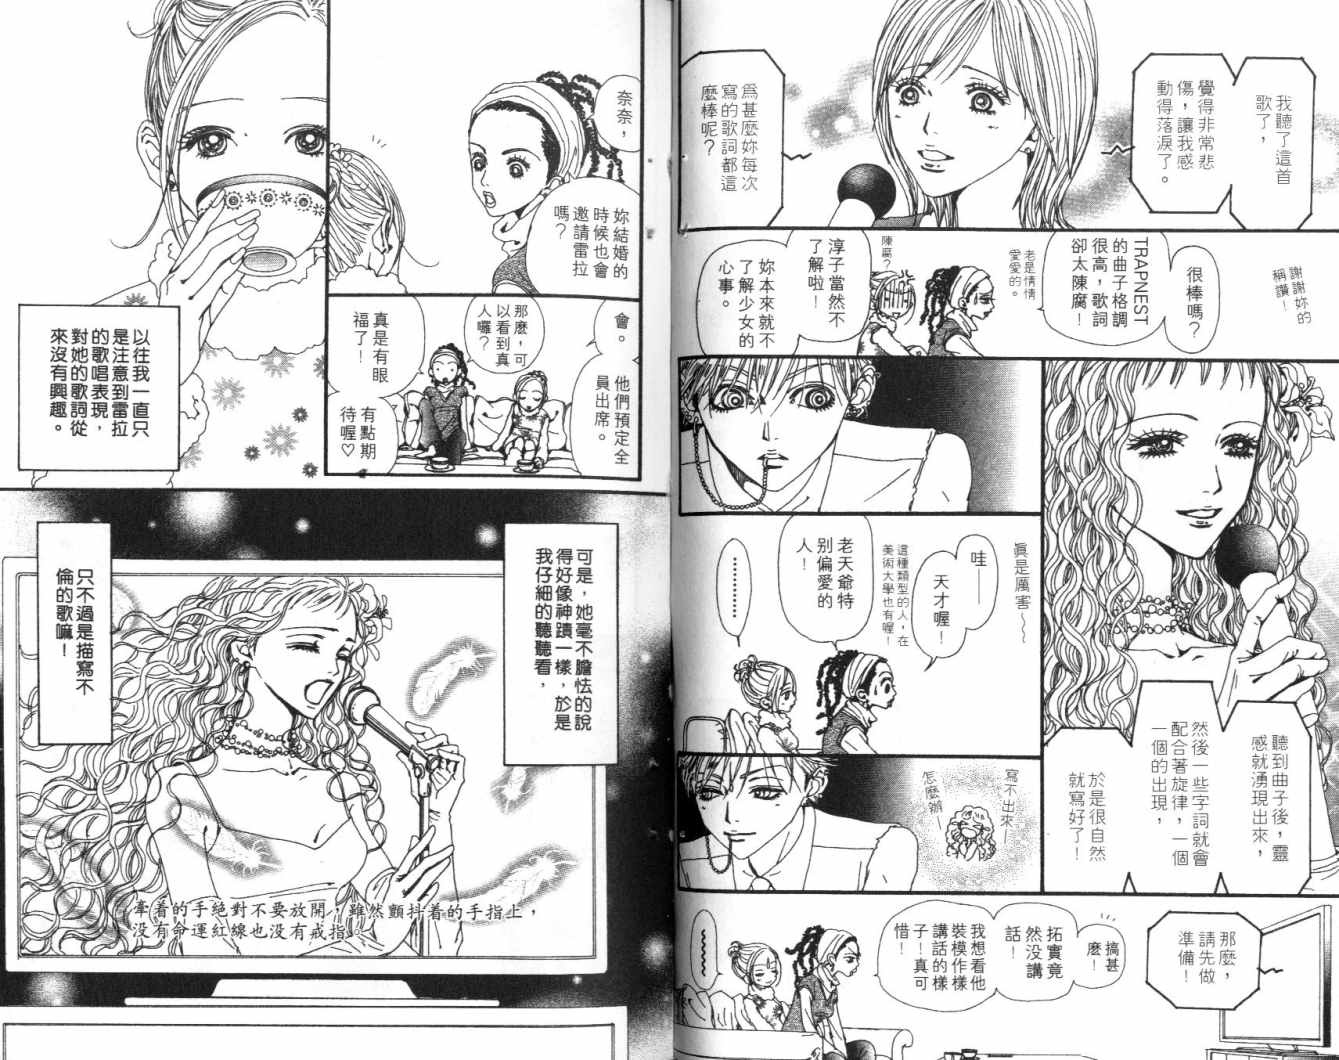 我聽了這首
歌了，
覺得非常悲
傷，讓我感
動得落淚了。
為甚麼妳每次
寫的歌詞都這
麼棒呢？
謝謝妳的
稱讚！
很棒嗎？
TRAPNEST
的曲子格調
很高，歌詞
卻太陳腐！
老是情情
愛愛的。
陳腐？
淳子當然不
了解啦！
妳本來就不
了解少女的
心事。
聽到曲子後，靈
感就湧現出來，
然後一些字詞就會
配合著旋律，一個
一個的出現，
於是很自然
就寫好了！
真是厲害～～
哇—
天才喔！
這種類型的人，在
美術大學也有喔！
老天爺特
別偏愛的
人！
………
寫不出來—
怎麼辦—
那麼，
請先做
準備！
搞甚
麼！
拓實竟
然没講
話！
我想看他
裝模作樣
講話的樣
子！真可
惜！
奈奈，
妳結婚的
時候也會
邀請雷拉
嗎？
會。
他們預定全
員出席。
那麼，可
以看到真
人囉？
真是有眼
福了！
有點期
待喔♡
以往我一直只
是注意到雷拉
的歌唱表現，
對她的歌詞從
來沒有興趣。
可是，她毫不膽怯的說
得好像神蹟一樣，於是
我仔細的聽聽看，
只不過是描寫不
倫的歌嘛！
牽着的手絕對不要放開，雖然顫抖着的手指上，
没有命運紅線也没有戒指…